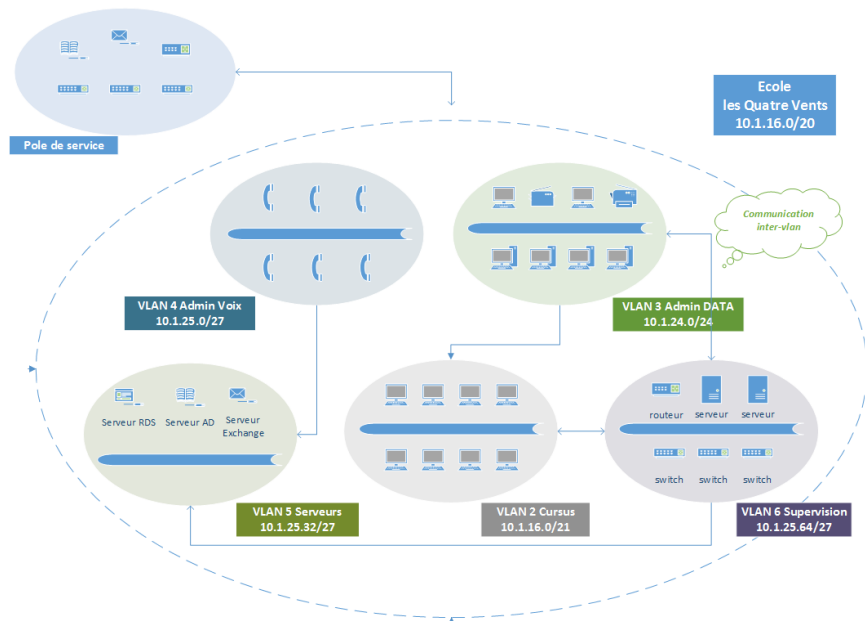 Pole de service
Ecole
les Quatre Vents
10.1.16.0/20
Communication
inter-vlan
VLAN 4 Admin Voix
10.1.25.0/27
VLAN 3 Admin DATA
10.1.24.0/24
Serveur RDS
Serveur AD
Serveur
Exchange
routeur
serveur
serveur
switch
switch
switch
VLAN 5 Serveurs
10.1.25.32/27
VLAN 2 Cursus
10.1.16.0/21
VLAN 6 Supervision
10.1.25.64/27